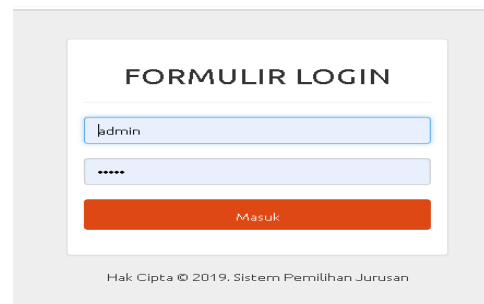 FORMULIR LOGIN
admin
•••••
Masuk
Hak Cipta © 2019. Sistem Pemilihan Jurusan